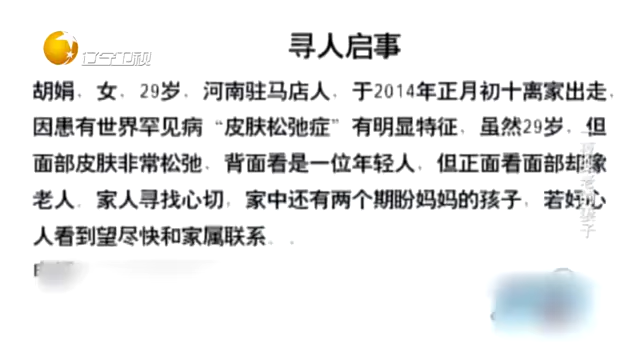 辽宁卫视
寻人启事
胡娟，女，29岁，河南驻马店人，于2014年正月初十离家出走，
因患有世界罕见病“皮肤松弛症”有明显特征，虽然29岁，但
面部皮肤非常松弛，背面看是一位年轻人，但正面看面部却像
老人，家人寻找心切，家中还有两个期盼妈妈的孩子，若好心
人看到望尽快和家属联系。